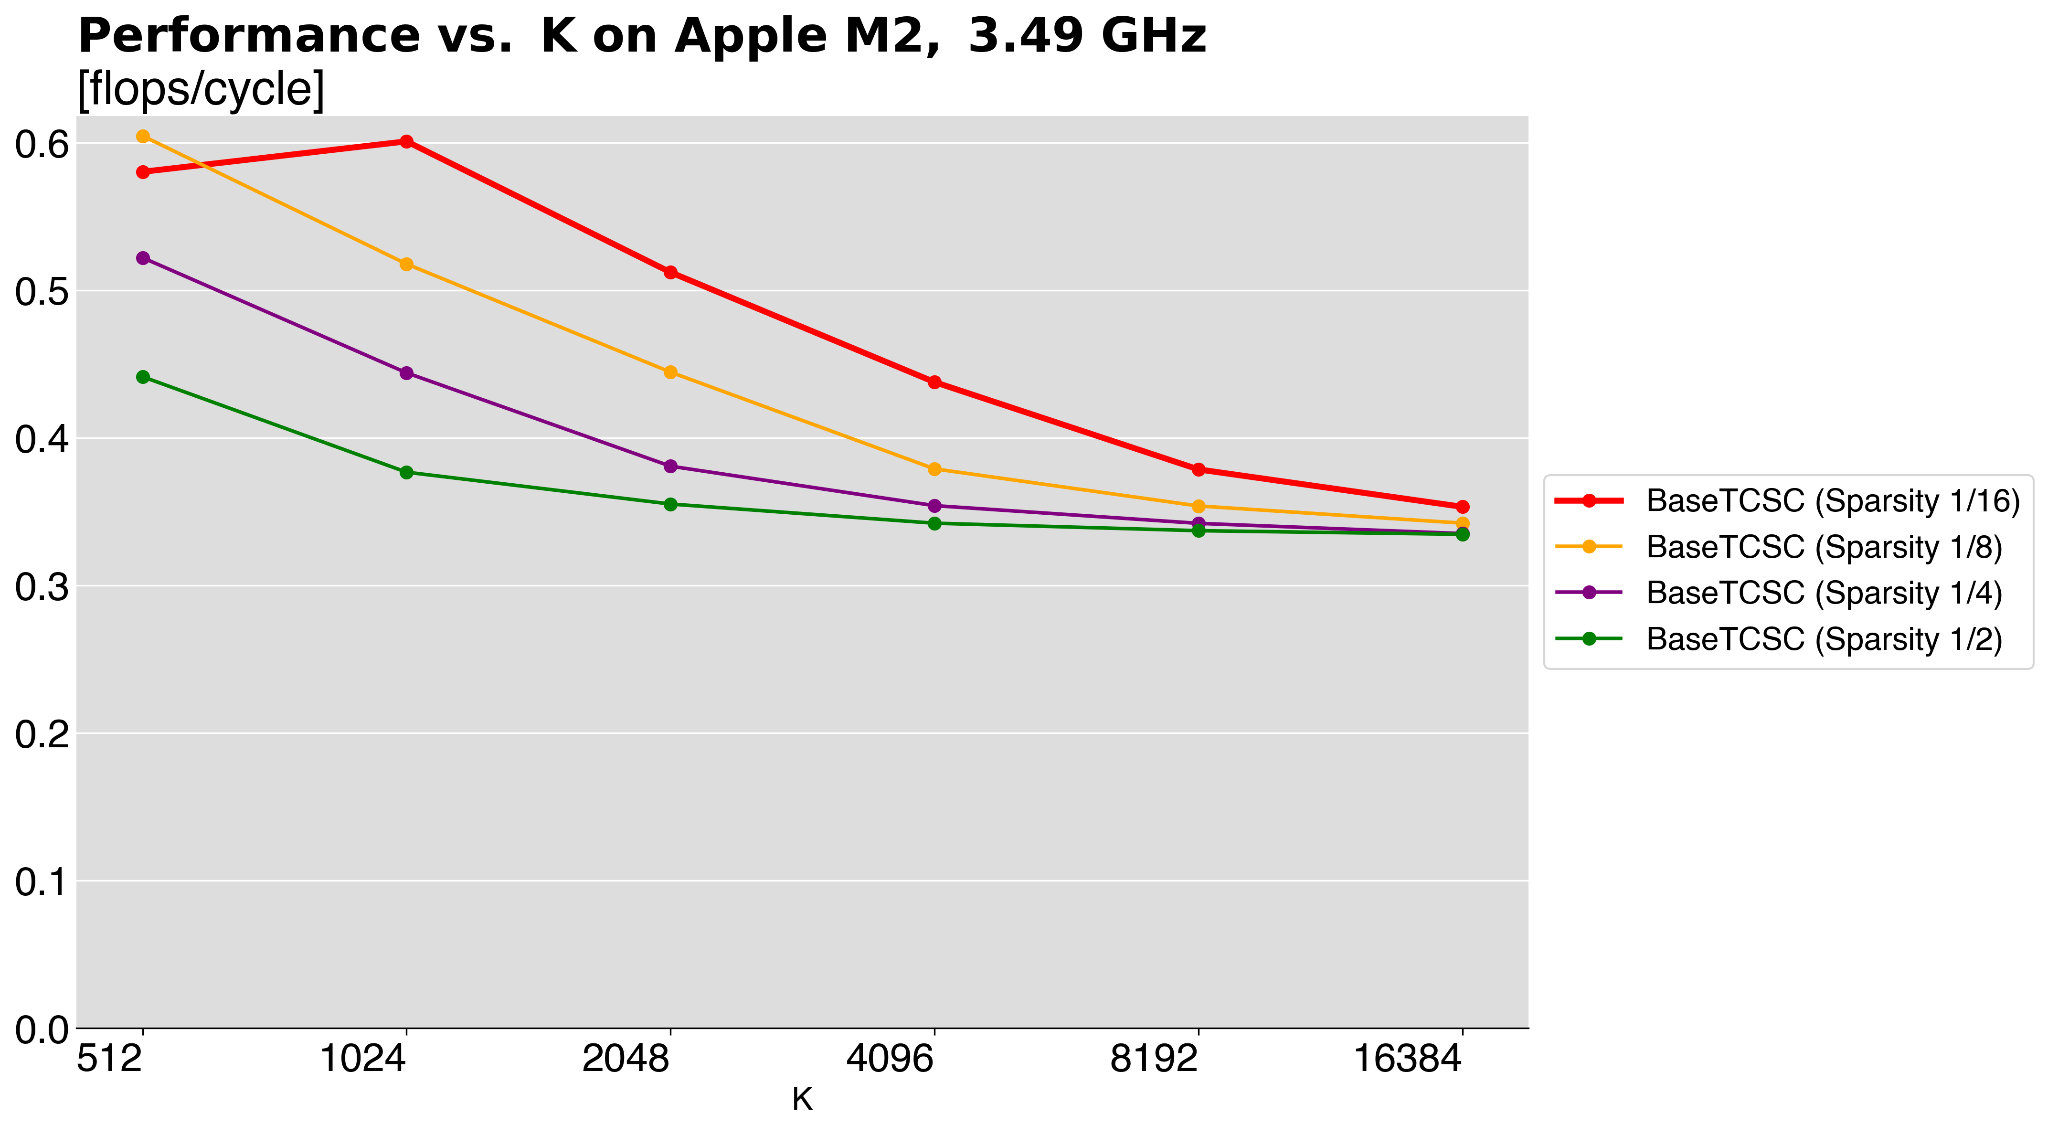 Performance vs. K on Apple M2, 3.49 GHz
[flops/cycle]
0.6
0.5
0.4
0.3
0.2
0.1
0.0
512 1024 2048 4096 8192 16384
K
BaseTCSC (Sparsity 1/16)
BaseTCSC (Sparsity 1/8)
BaseTCSC (Sparsity 1/4)
BaseTCSC (Sparsity 1/2)